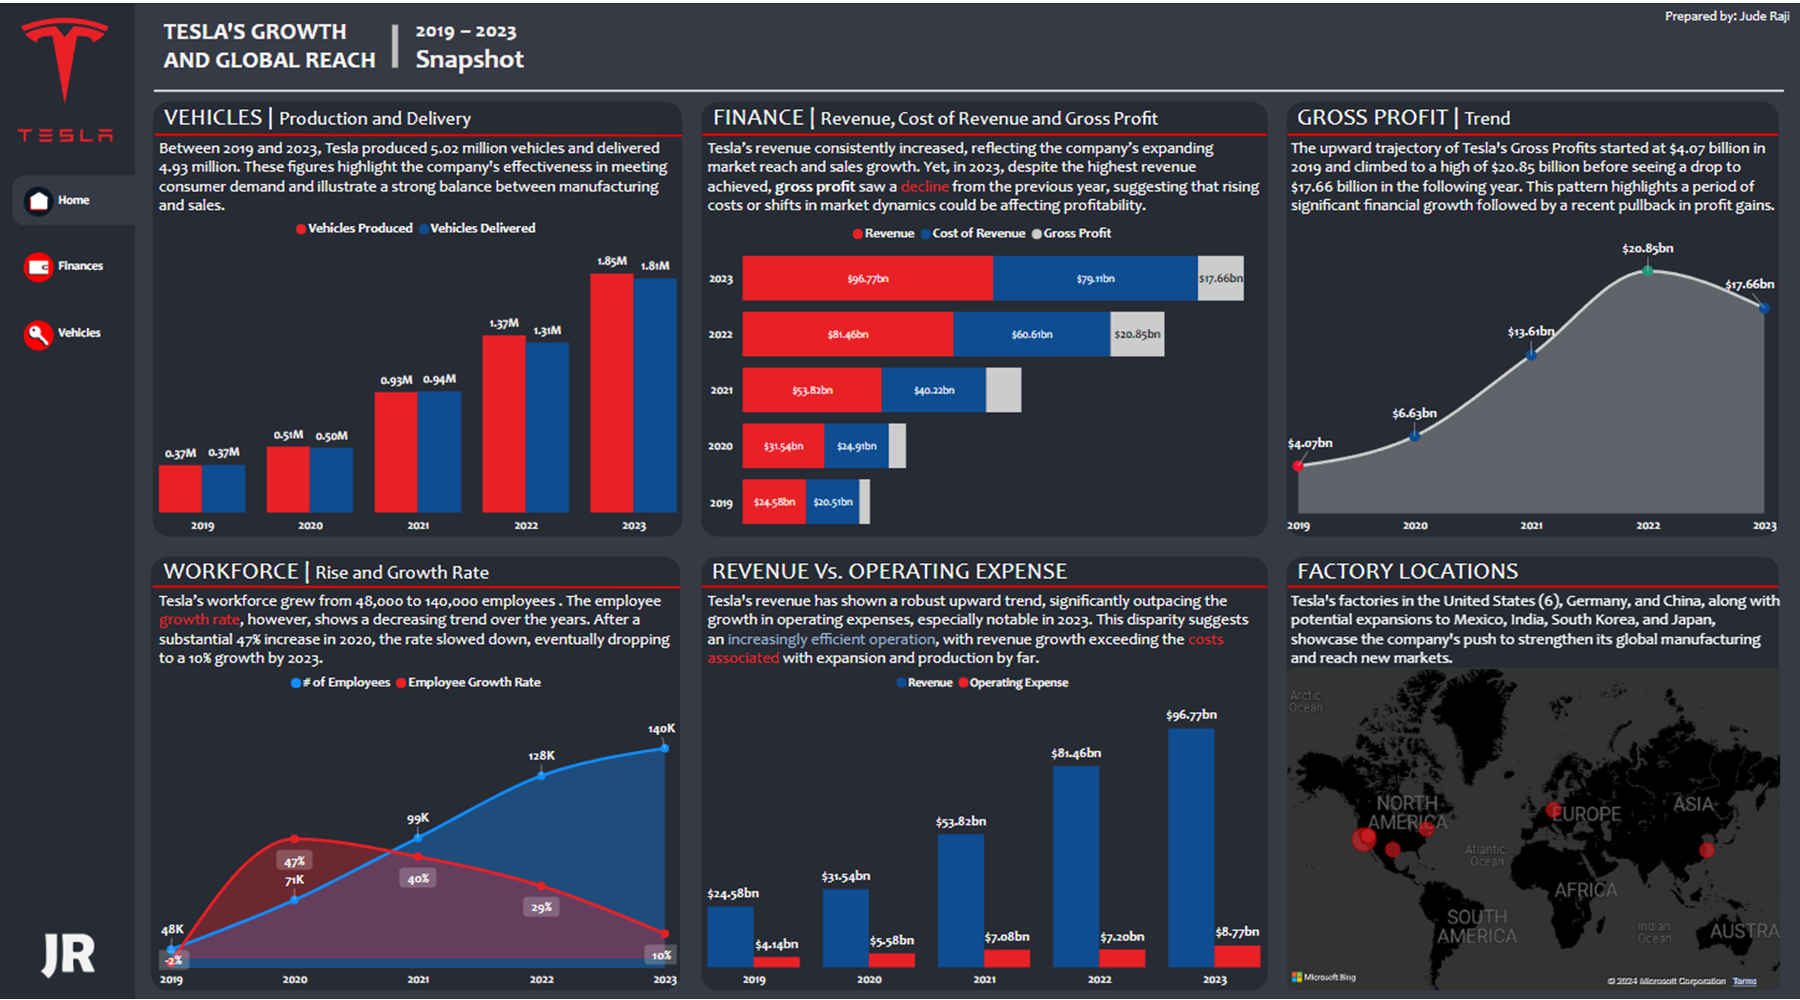 Prepared by: Jude Raji
TESLA'S GROWTH
AND GLOBAL REACH
2019 – 2023
Snapshot
TESLA
Home
Finances
Vehicles
JR
VEHICLES | Production and Delivery
Between 2019 and 2023, Tesla produced 5.02 million vehicles and delivered
4.93 million. These figures highlight the company's effectiveness in meeting
consumer demand and illustrate a strong balance between manufacturing
and sales.
Vehicles Produced Vehicles Delivered
0.37M 0.37M
0.51M 0.50M
0.93M 0.94M
1.37M 1.31M
1.85M 1.81M
2019 2020 2021 2022 2023
FINANCE | Revenue, Cost of Revenue and Gross Profit
Tesla's revenue consistently increased, reflecting the company's expanding
market reach and sales growth. Yet, in 2023, despite the highest revenue
achieved, gross profit saw a decline from the previous year, suggesting that rising
costs or shifts in market dynamics could be affecting profitability.
Revenue Cost of Revenue Gross Profit
2023 $96.77bn $79.11bn $17.66bn
2022 $81.46bn $60.61bn $20.85bn
2021 $53.82bn $40.22bn
2020 $31.54bn $24.91bn
2019 $24.58bn $20.51bn
GROSS PROFIT | Trend
The upward trajectory of Tesla's Gross Profits started at $4.07 billion in
2019 and climbed to a high of $20.85 billion before seeing a drop to
$17.66 billion in the following year. This pattern highlights a period of
significant financial growth followed by a recent pullback in profit gains.
$4.07bn
$6.63bn
$13.61bn
$20.85bn
$17.66bn
2019 2020 2021 2022 2023
WORKFORCE | Rise and Growth Rate
Tesla's workforce grew from 48,000 to 140,000 employees . The employee
growth rate, however, shows a decreasing trend over the years. After a
substantial 47% increase in 2020, the rate slowed down, eventually dropping
to a 10% growth by 2023.
# of Employees Employee Growth Rate
48K
71K
99K
128K
140K
-2%
47%
40%
29%
10%
2019 2020 2021 2022 2023
REVENUE Vs. OPERATING EXPENSE
Tesla's revenue has shown a robust upward trend, significantly outpacing the
growth in operating expenses, especially notable in 2023. This disparity suggests
an increasingly efficient operation, with revenue growth exceeding the costs
associated with expansion and production by far.
Revenue Operating Expense
$24.58bn $4.14bn
$31.54bn $5.58bn
$53.82bn $7.08bn
$81.46bn $7.20bn
$96.77bn $8.77bn
2019 2020 2021 2022 2023
FACTORY LOCATIONS
Tesla's factories in the United States (6), Germany, and China, along with
potential expansions to Mexico, India, South Korea, and Japan,
showcase the company's push to strengthen its global manufacturing
and reach new markets.
Arctic
Ocean
NORTH
AMERICA
EUROPE
ASIA
Atlantic
Ocean
AFRICA
SOUTH
AMERICA
Indian
Ocean
AUSTRA
Microsoft Bing
© 2024 Microsoft Corporation Terms